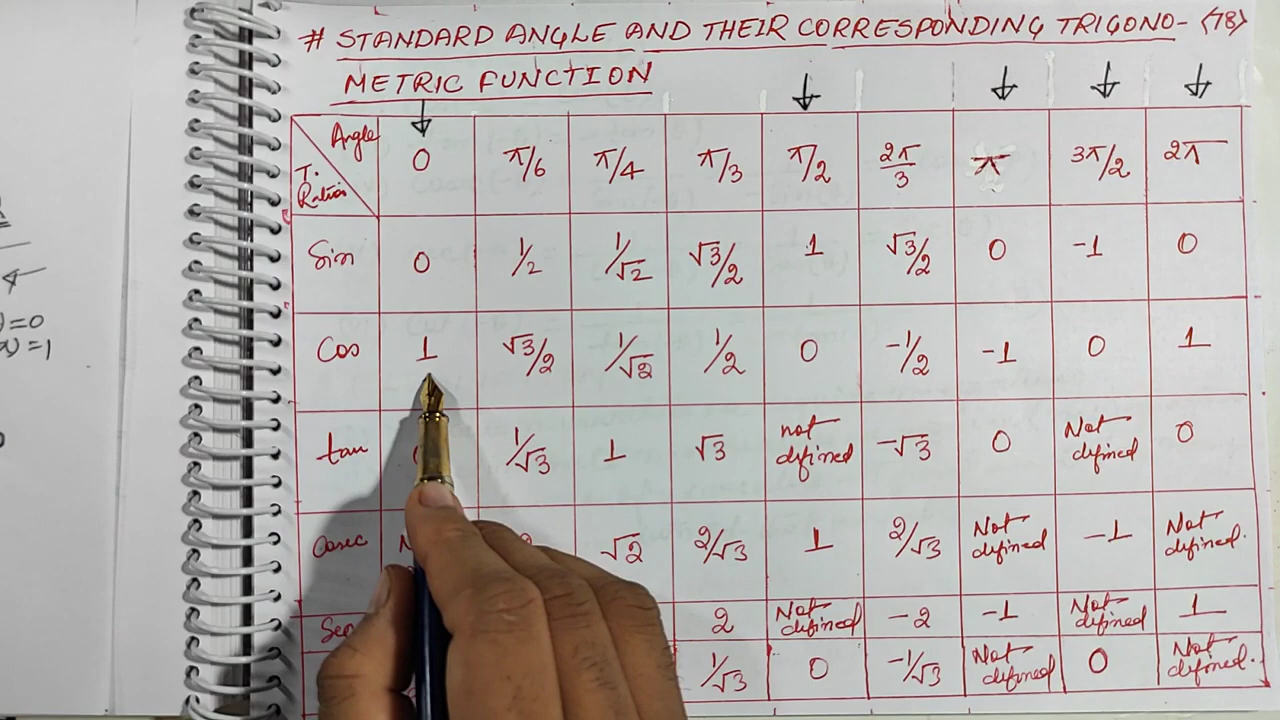 # STANDARD ANGLE AND THEIR CORRESPONDING TRIGONO- <78>
METRIC FUNCTION
Angle
T. Ratios
0 π/6 π/4 π/3 π/2 2π/3 π 3π/2 2π
Sin 0 1/2 1/√2 √3/2 1 √3/2 0 -1 0
Cos 1 √3/2 1/√2 1/2 0 -1/2 -1 0 1
tan 1/√3 1 √3 not defined -√3 0 Not defined 0
Cosec √2 2/√3 1 2/√3 Not defined -1 Not defined.
Sec 2 Not defined -2 -1 Not defined 1
1/√3 0 -1/√3 Not defined 0 Not defined.
)=0
=1